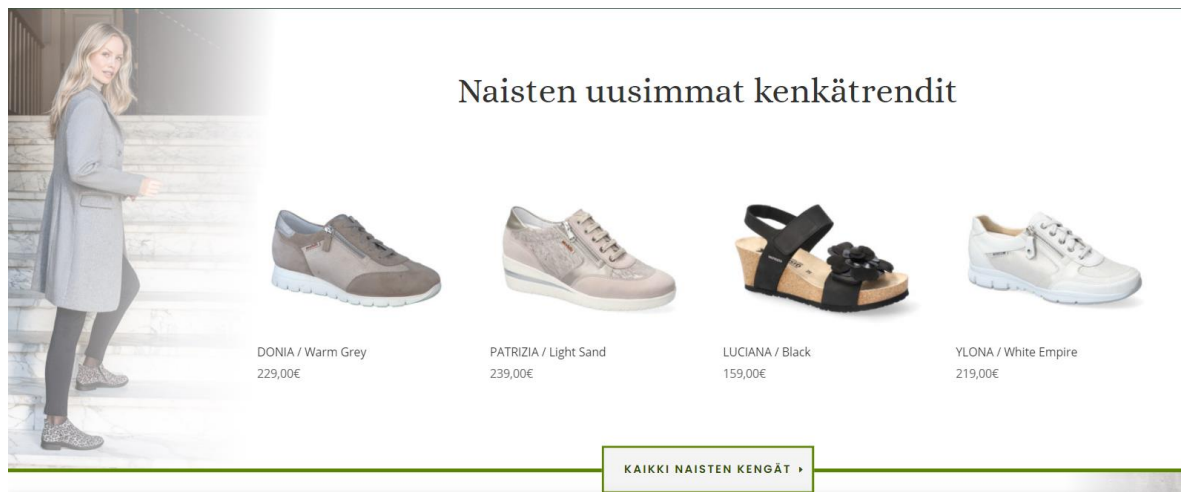 Naisten uusimmat kenkätrendit
DONIA / Warm Grey
229,00€
PATRIZIA / Light Sand
239,00€
LUCIANA / Black
159,00€
YLONA / White Empire
219,00€
KAIKKI NAISTEN KENGÄT